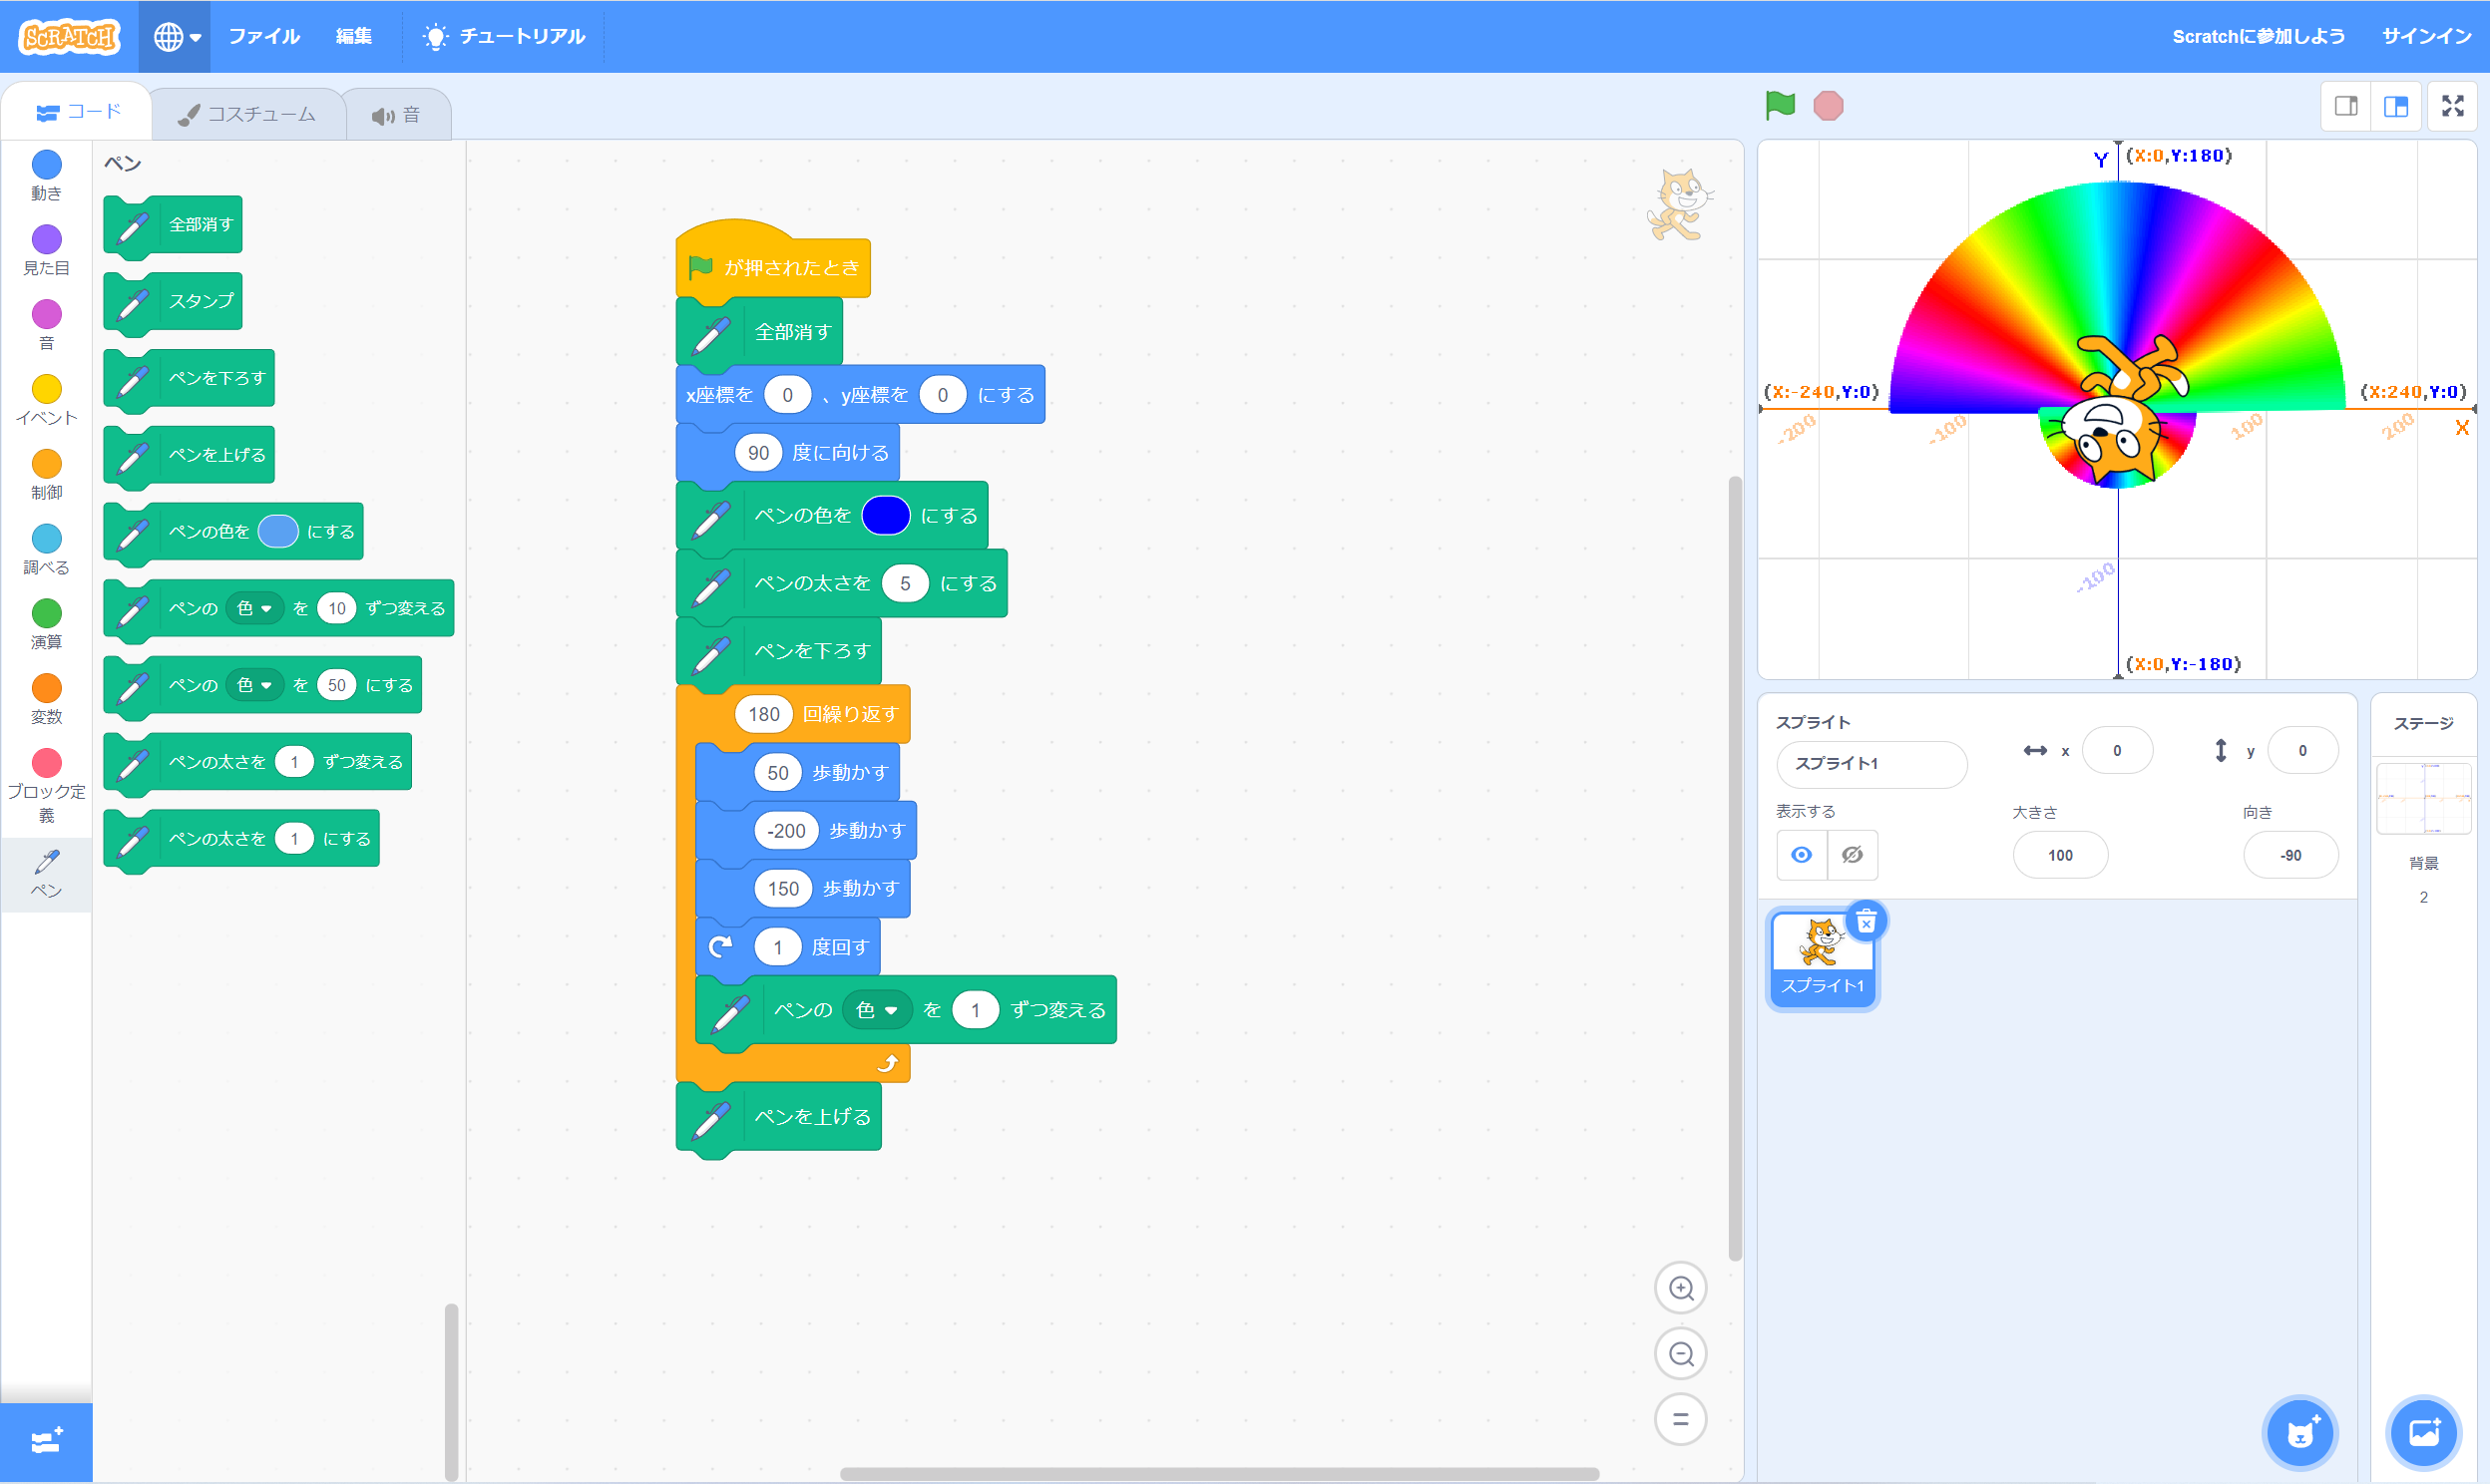 SCRATCH ファイル 編集 チュートリアル Scratchに参加しよう サインイン
コード コスチューム 音
動き
見た目
音
イベント
制御
調べる
演算
変数
ブロック定
義
ペン
ペン
全部消す
スタンプ
ペンを下ろす
ペンを上げる
ペンの色を にする
ペンの 色 を 10 ずつ変える
ペンの 色 を 50 にする
ペンの太さを 1 ずつ変える
ペンの太さを 1 にする
が押されたとき
全部消す
x座標を 0 、y座標を 0 にする
90 度に向ける
ペンの色を にする
ペンの太さを 5 にする
ペンを下ろす
180 回繰り返す
50 歩動かす
-200 歩動かす
150 歩動かす
1 度回す
ペンの 色 を 1 ずつ変える
ペンを上げる
Y (X:0,Y:180)
(X:-240,Y:0) (X:240,Y:0)
-200 -100 100 200 X
-100
(X:0,Y:-180)
スプライト
スプライト1 x 0 y 0
表示する 大きさ 向き
100 -90
スプライト1
ステージ
背景
2